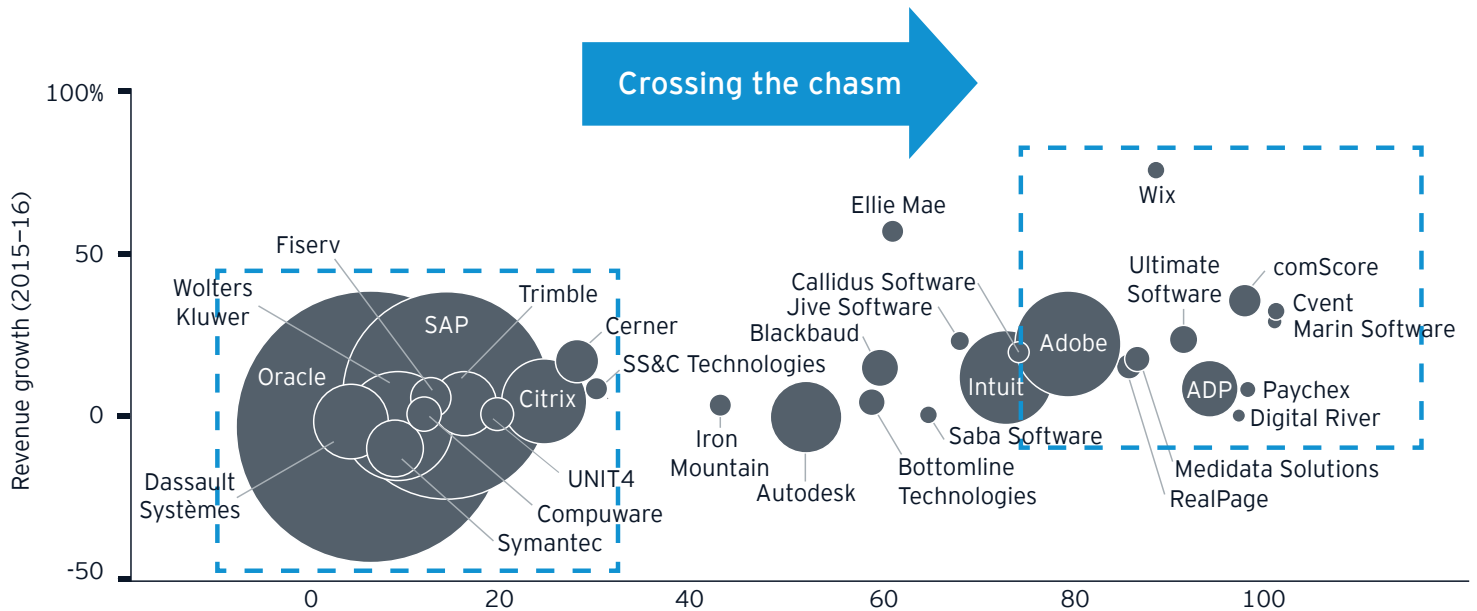 Crossing the chasm
100%
50
0
-50
Revenue growth (2015–16)
Fiserv
Wolters
Kluwer
Trimble
SAP
Cerner
SS&C Technologies
Oracle
Citrix
Dassault
Systèmes
UNIT4
Compuware
Symantec
Iron
Mountain
Autodesk
Blackbaud
Jive Software
Callidus Software
Ellie Mae
Saba Software
Bottomline
Technologies
Intuit
Adobe
Wix
Ultimate
Software
comScore
Cvent
Marin Software
ADP
Paychex
Digital River
Medidata Solutions
RealPage
0
20
40
60
80
100